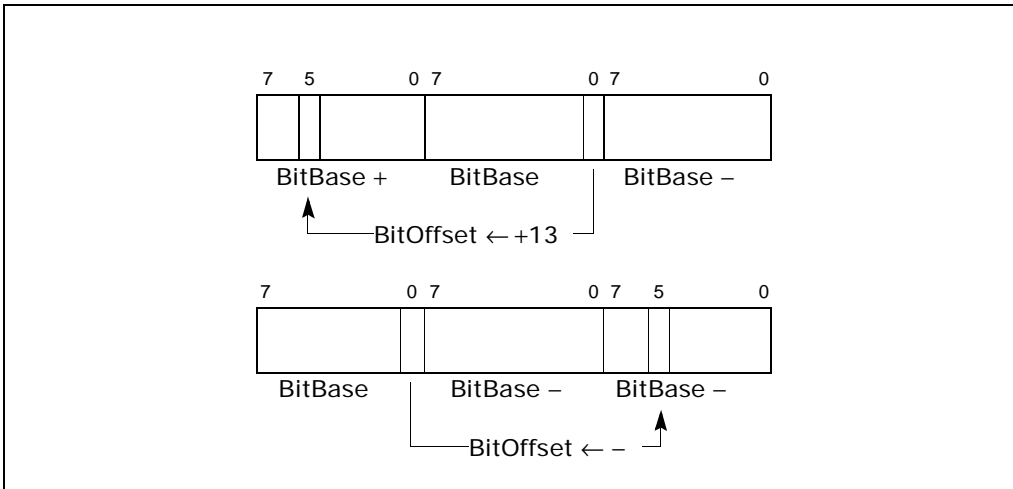 7 5 0 7 0 7 0
BitBase + BitBase BitBase −
BitOffset ← +13
7 0 7 0 7 5 0
BitBase BitBase − BitBase −
BitOffset ← −